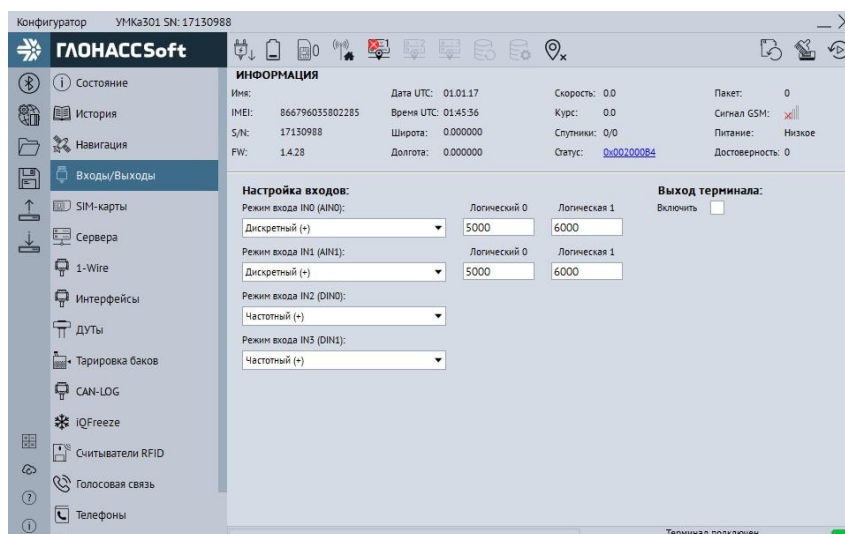 Конфигуратор УМКа301 SN: 17130988
ГЛОНАССSoft
0
ИНФОРМАЦИЯ
Имя: Дата UTC: 01.01.17 Скорость: 0.0 Пакет: 0
IMEI: 866796035802285 Время UTC: 01:45:36 Курс: 0.0 Сигнал GSM:
S/N: 17130988 Широта: 0.000000 Спутники: 0/0 Питание: Низкое
FW: 1.4.28 Долгота: 0.000000 Статус: 0x002000B4 Достоверность: 0
Состояние
История
Навигация
Входы/Выходы
SIM-карты
Сервера
1-Wire
Интерфейсы
ДУТы
Тарировка баков
CAN-LOG
iQFreeze
Считыватели RFID
Голосовая связь
Телефоны
Настройка входов: Выход терминала:
Режим входа IN0 (AIN0): Логический 0 Логическая 1 Включить
Дискретный (+) 5000 6000
Режим входа IN1 (AIN1): Логический 0 Логическая 1
Дискретный (+) 5000 6000
Режим входа IN2 (DIN0):
Частотный (+)
Режим входа IN3 (DIN1):
Частотный (+)
Терминал подключен